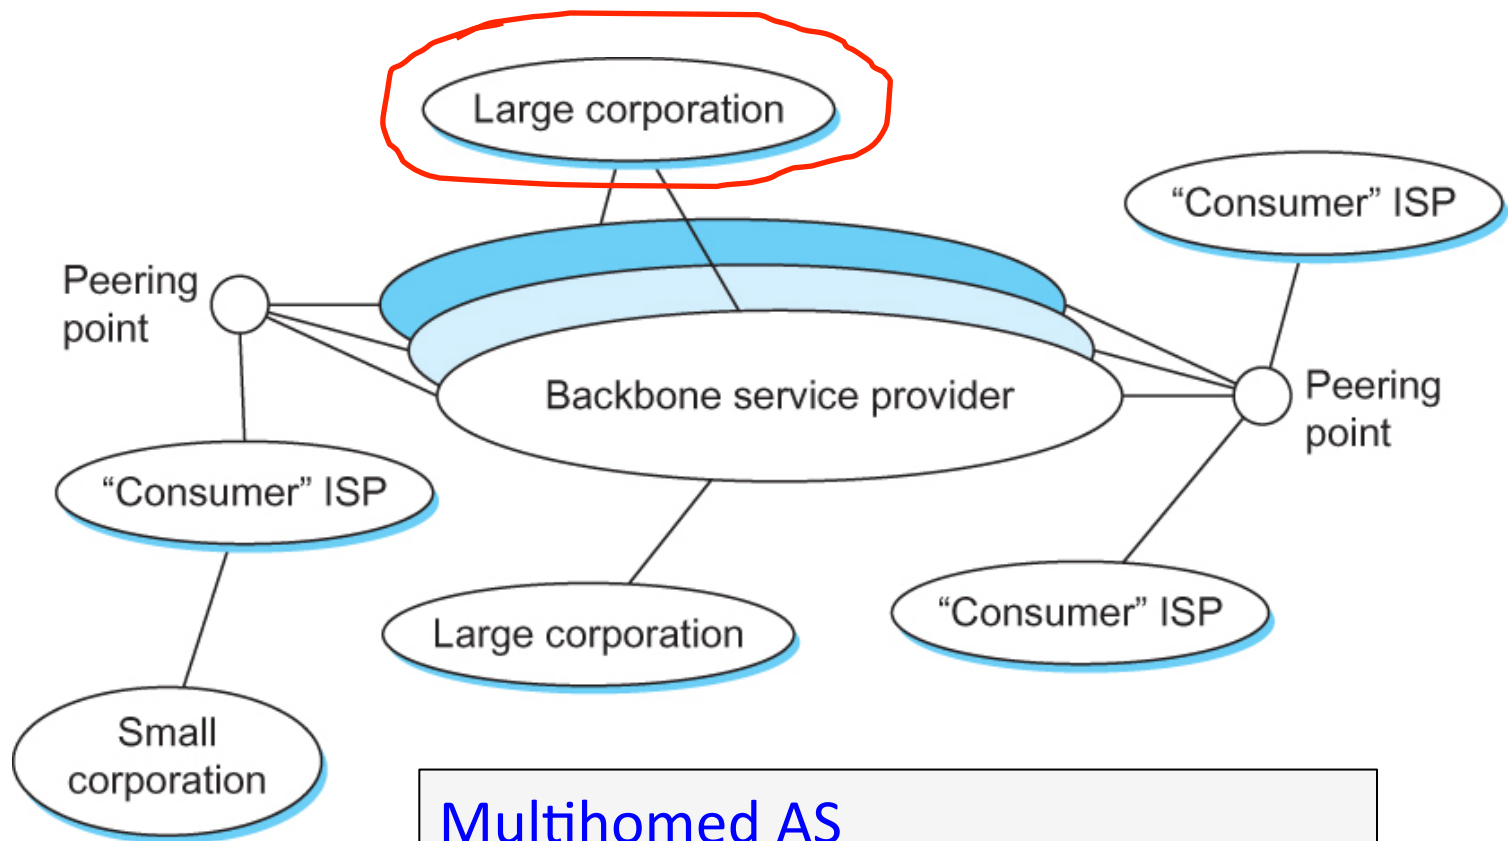 Large corporation
“Consumer” ISP
Peering
point
Backbone service provider
Peering
point
“Consumer” ISP
Large corporation
“Consumer” ISP
Small
corporation
Multihomed AS